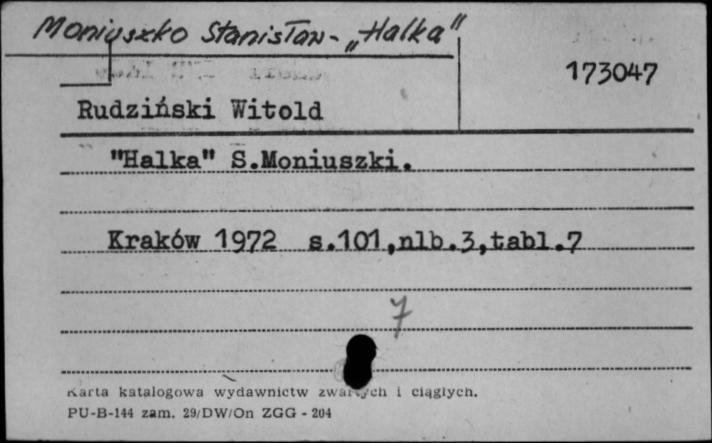 Moniuszko Stanisław - „Halka"
173047
Rudziński Witold
"Halka" S.Moniuszki.
Kraków 1972 s.101,nlb.3,tabl.7
7
Karta katalogowa wydawnictw zwartych i ciągłych.
PU-B-144 zam. 29/DW/On ZGG - 204